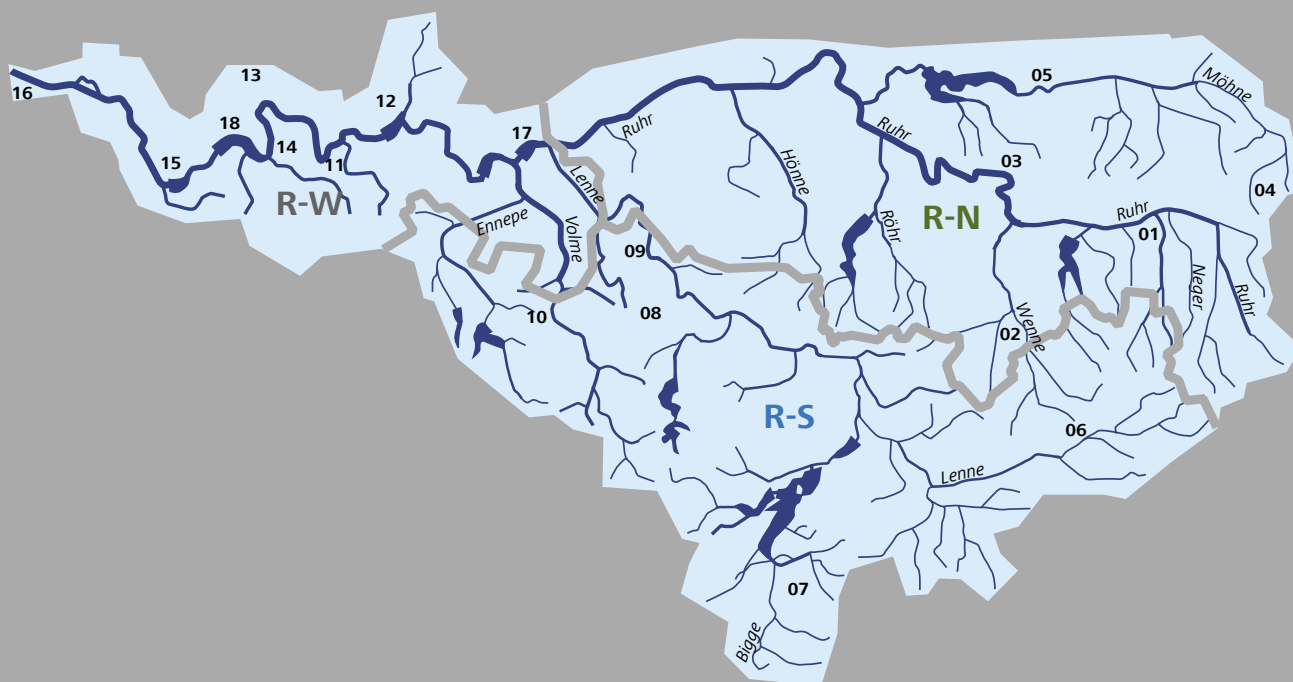 13
05
Möhne
16
12
18
17
Ruhr
Ruhr
15
14
11
03
Hönne
04
R-W
Lenne
R-N
Ruhr
Ennepe
Volme
Röhr
01
09
Neger
Ruhr
10
08
Wenne
02
R-S
06
Lenne
07
Bigge